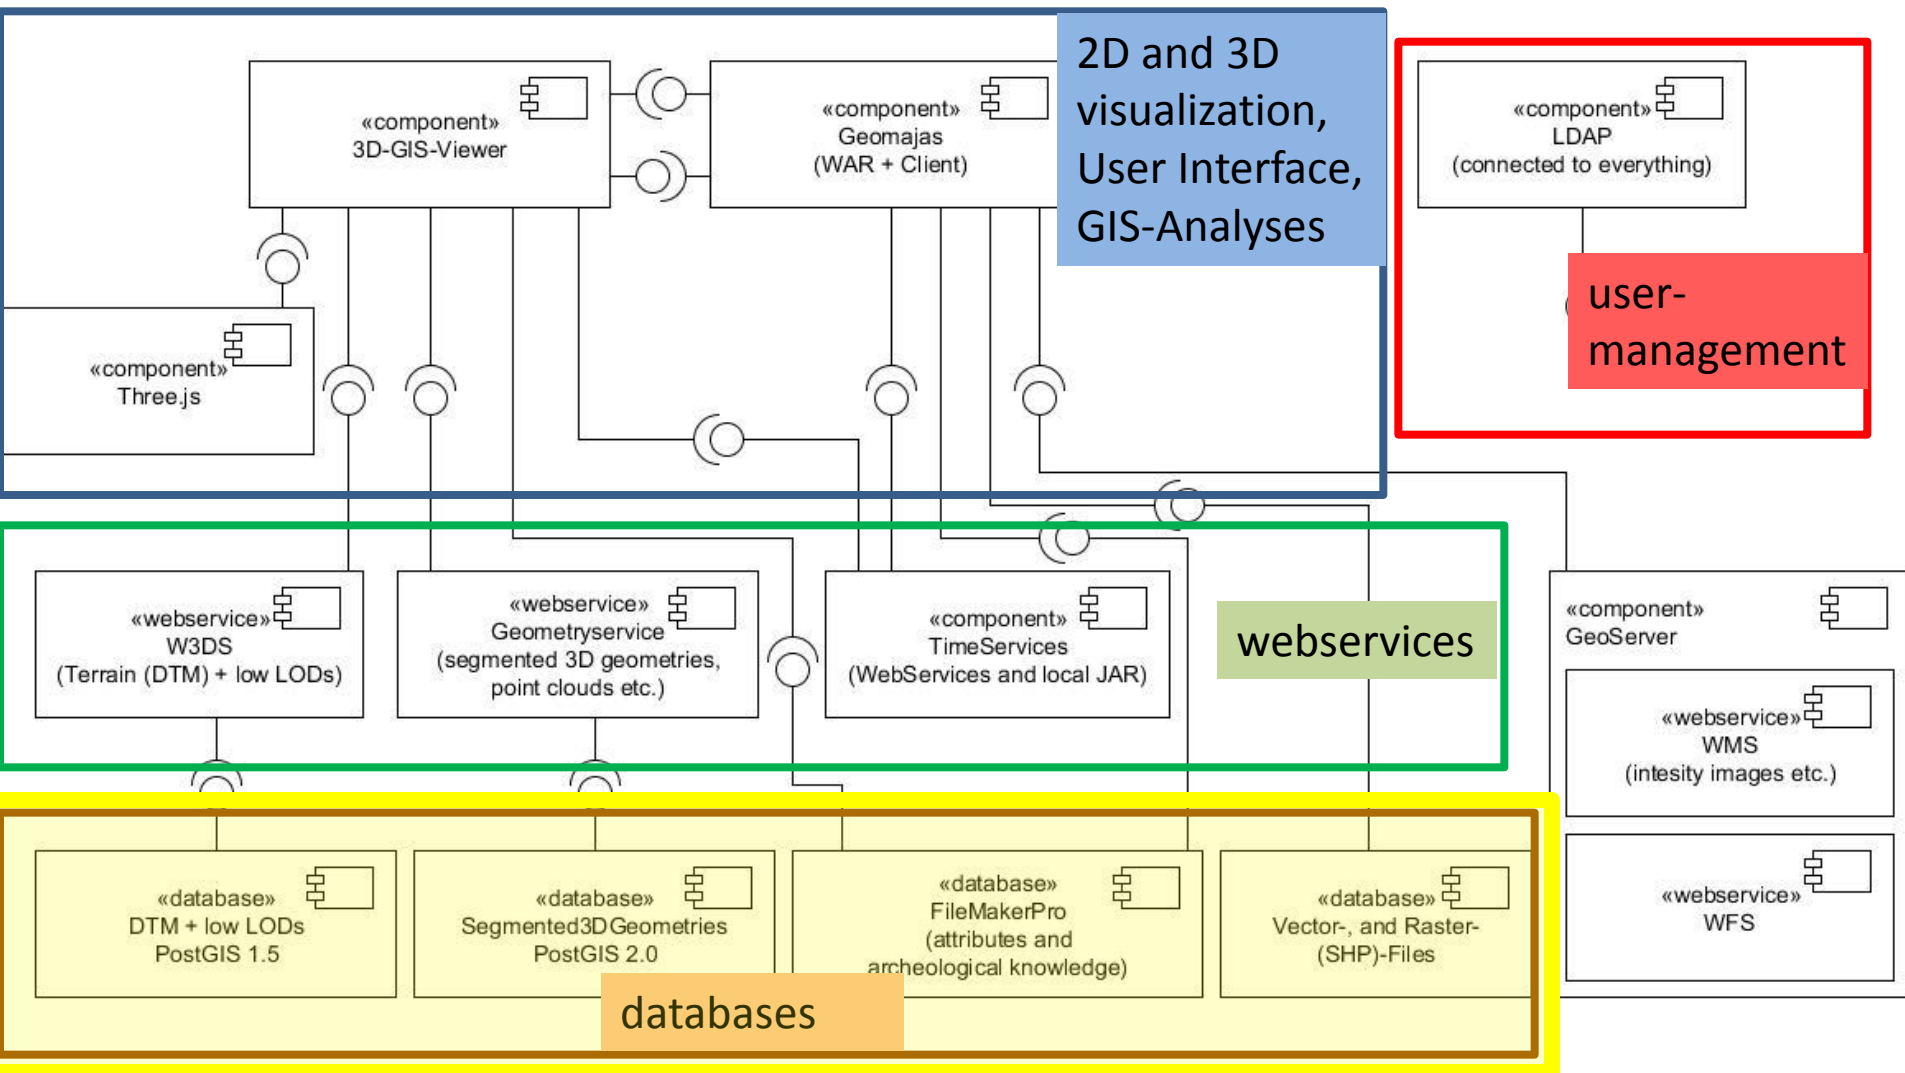 2D and 3D
visualization,
User Interface,
GIS-Analyses
«component»
3D-GIS-Viewer
«component»
Geomajas
(WAR + Client)
«component»
LDAP
(connected to everything)
user-
management
«component»
Three.js
«webservice»
W3DS
(Terrain (DTM) + low LODs)
«webservice»
Geometryservice
(segmented 3D geometries,
point clouds etc.)
«component»
TimeServices
(WebServices and local JAR)
webservices
«component»
GeoServer
«webservice»
WMS
(intesity images etc.)
«webservice»
WFS
«database»
DTM + low LODs
PostGIS 1.5
«database»
Segmented3DGeometries
PostGIS 2.0
«database»
FileMakerPro
(attributes and
archeological knowledge)
«database»
Vector-, and Raster-
(SHP)-Files
databases